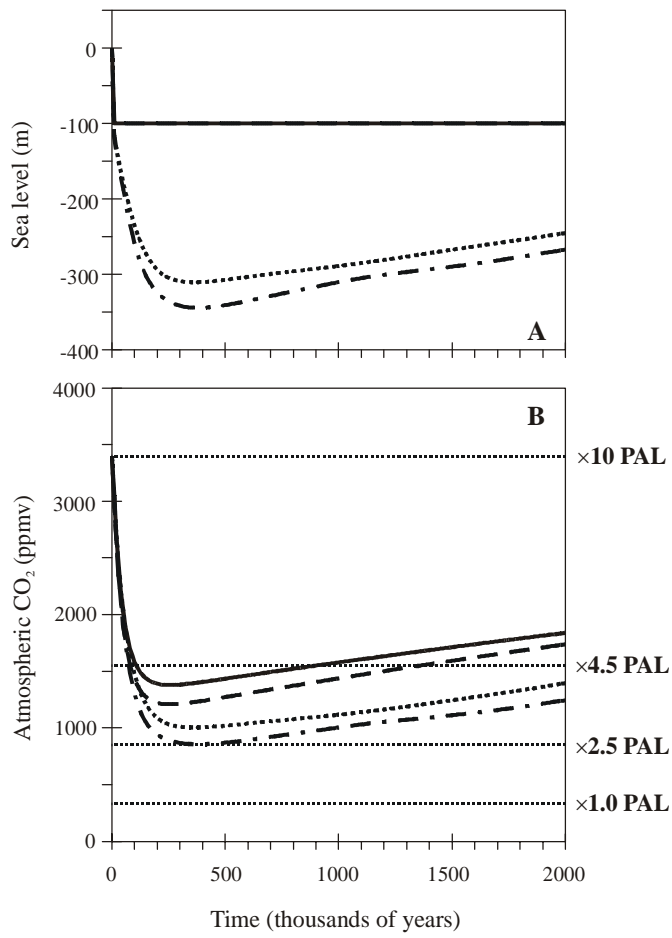 0
-100
-200
-300
-400
Sea level (m)
A
4000
3000
2000
1000
0
Atmospheric CO₂ (ppmv)
B
×10 PAL
×4.5 PAL
×2.5 PAL
×1.0 PAL
0 500 1000 1500 2000
Time (thousands of years)